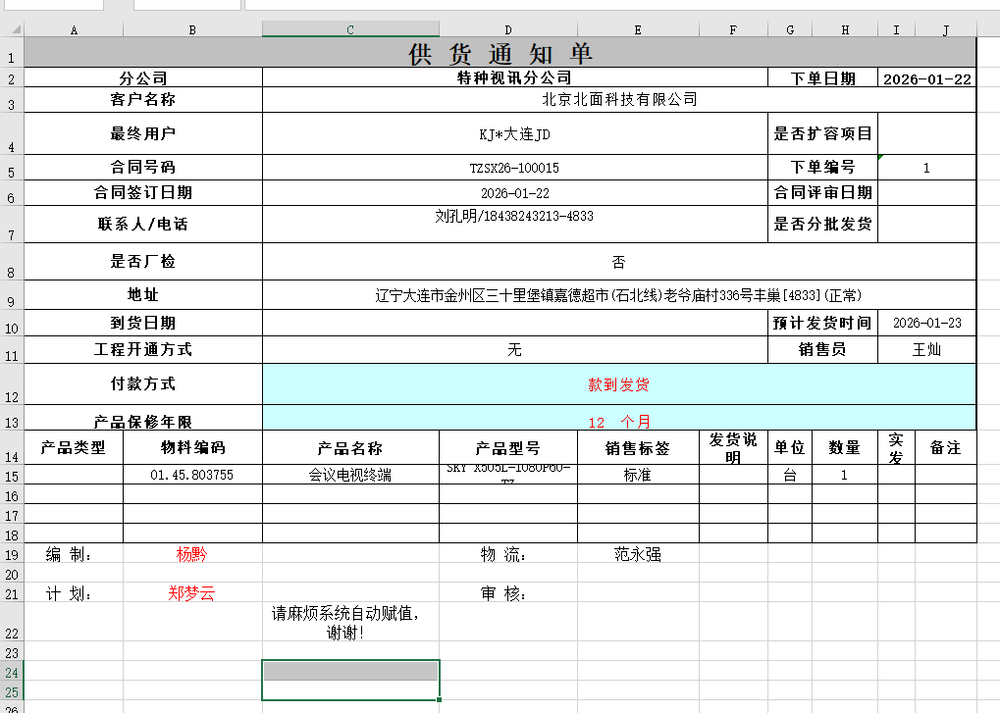 A B C D E F G H I J
1 供 货 通 知 单
2 分公司 特种视讯分公司 下单日期 2026-01-22
3 客户名称 北京北面科技有限公司
4 最终用户 KJ*大连JD 是否扩容项目
5 合同号码 TZSX26-100015 下单编号 1
6 合同签订日期 2026-01-22 合同评审日期
7 联系人/电话 刘孔明/18438243213-4833 是否分批发货
8 是否厂检 否
9 地址 辽宁大连市金州区三十里堡镇嘉德超市(石北线)老爷庙村336号丰巢[4833](正常)
10 到货日期 预计发货时间 2026-01-23
11 工程开通方式 无 销售员 王灿
12 付款方式 款到发货
13 产品保修年限 12 个月
14 产品类型 物料编码 产品名称 产品型号 销售标签 发货说明 单位 数量 实发 备注
15 01.45.803755 会议电视终端 SKY X505L-1080P60-TZ 标准 台 1
16
17
18
19 编 制: 杨黔 物 流: 范永强
20
21 计 划: 郑梦云 审 核:
22 请麻烦系统自动赋值,
谢谢!
23
24
25
26